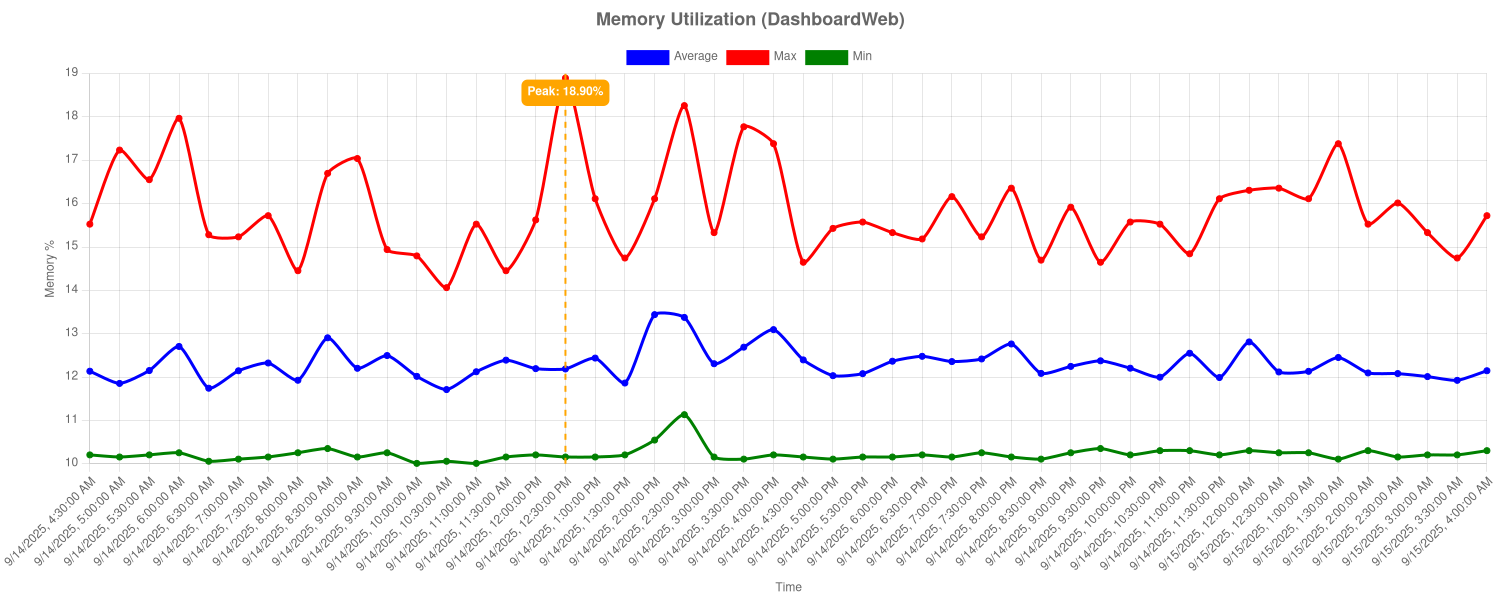 Memory Utilization (DashboardWeb)
Average Max Min
19
18
17
16
15
14
13
12
11
10
Memory %
Peak: 18.90%
9/14/2025, 4:30:00 AM
9/14/2025, 5:00:00 AM
9/14/2025, 5:30:00 AM
9/14/2025, 6:00:00 AM
9/14/2025, 6:30:00 AM
9/14/2025, 7:00:00 AM
9/14/2025, 7:30:00 AM
9/14/2025, 8:00:00 AM
9/14/2025, 8:30:00 AM
9/14/2025, 9:00:00 AM
9/14/2025, 9:30:00 AM
9/14/2025, 10:00:00 AM
9/14/2025, 10:30:00 AM
9/14/2025, 11:00:00 AM
9/14/2025, 11:30:00 AM
9/14/2025, 12:00:00 PM
9/14/2025, 12:30:00 PM
9/14/2025, 1:00:00 PM
9/14/2025, 1:30:00 PM
9/14/2025, 2:00:00 PM
9/14/2025, 2:30:00 PM
9/14/2025, 3:00:00 PM
9/14/2025, 3:30:00 PM
9/14/2025, 4:00:00 PM
9/14/2025, 4:30:00 PM
9/14/2025, 5:00:00 PM
9/14/2025, 5:30:00 PM
9/14/2025, 6:00:00 PM
9/14/2025, 6:30:00 PM
9/14/2025, 7:00:00 PM
9/14/2025, 7:30:00 PM
9/14/2025, 8:00:00 PM
9/14/2025, 8:30:00 PM
9/14/2025, 9:00:00 PM
9/14/2025, 9:30:00 PM
9/14/2025, 10:00:00 PM
9/14/2025, 10:30:00 PM
9/14/2025, 11:00:00 PM
9/14/2025, 11:30:00 PM
9/15/2025, 12:00:00 AM
9/15/2025, 12:30:00 AM
9/15/2025, 1:00:00 AM
9/15/2025, 1:30:00 AM
9/15/2025, 2:00:00 AM
9/15/2025, 2:30:00 AM
9/15/2025, 3:00:00 AM
9/15/2025, 3:30:00 AM
9/15/2025, 4:00:00 AM
Time